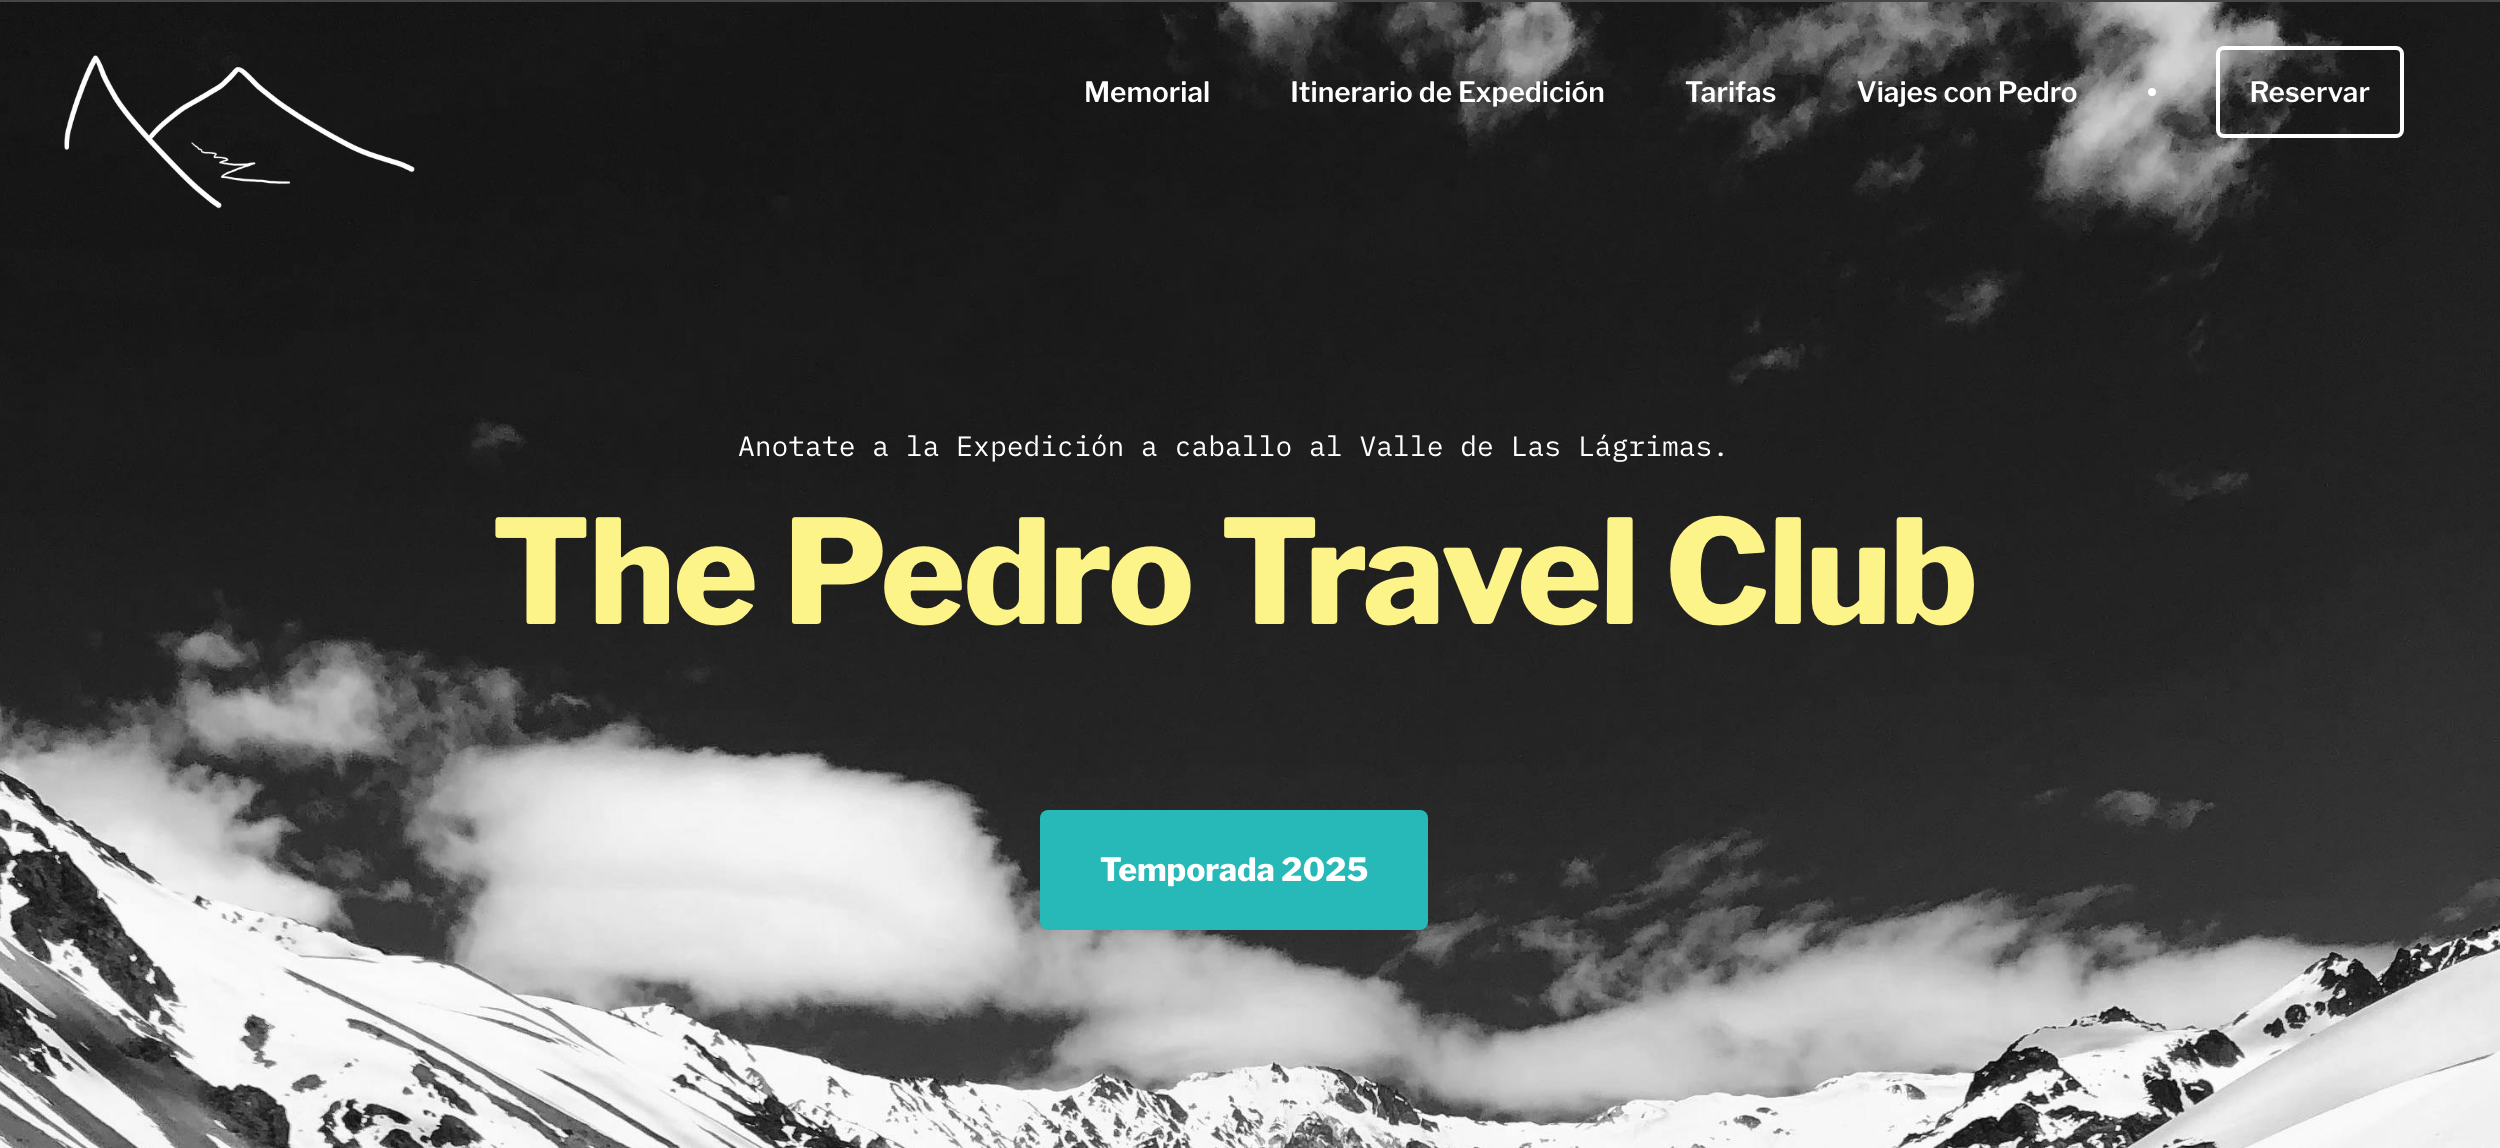 Memorial Itinerario de Expedición Tarifas Viajes con Pedro • Reservar
Anotate a la Expedición a caballo al Valle de Las Lágrimas.
The Pedro Travel Club
Temporada 2025